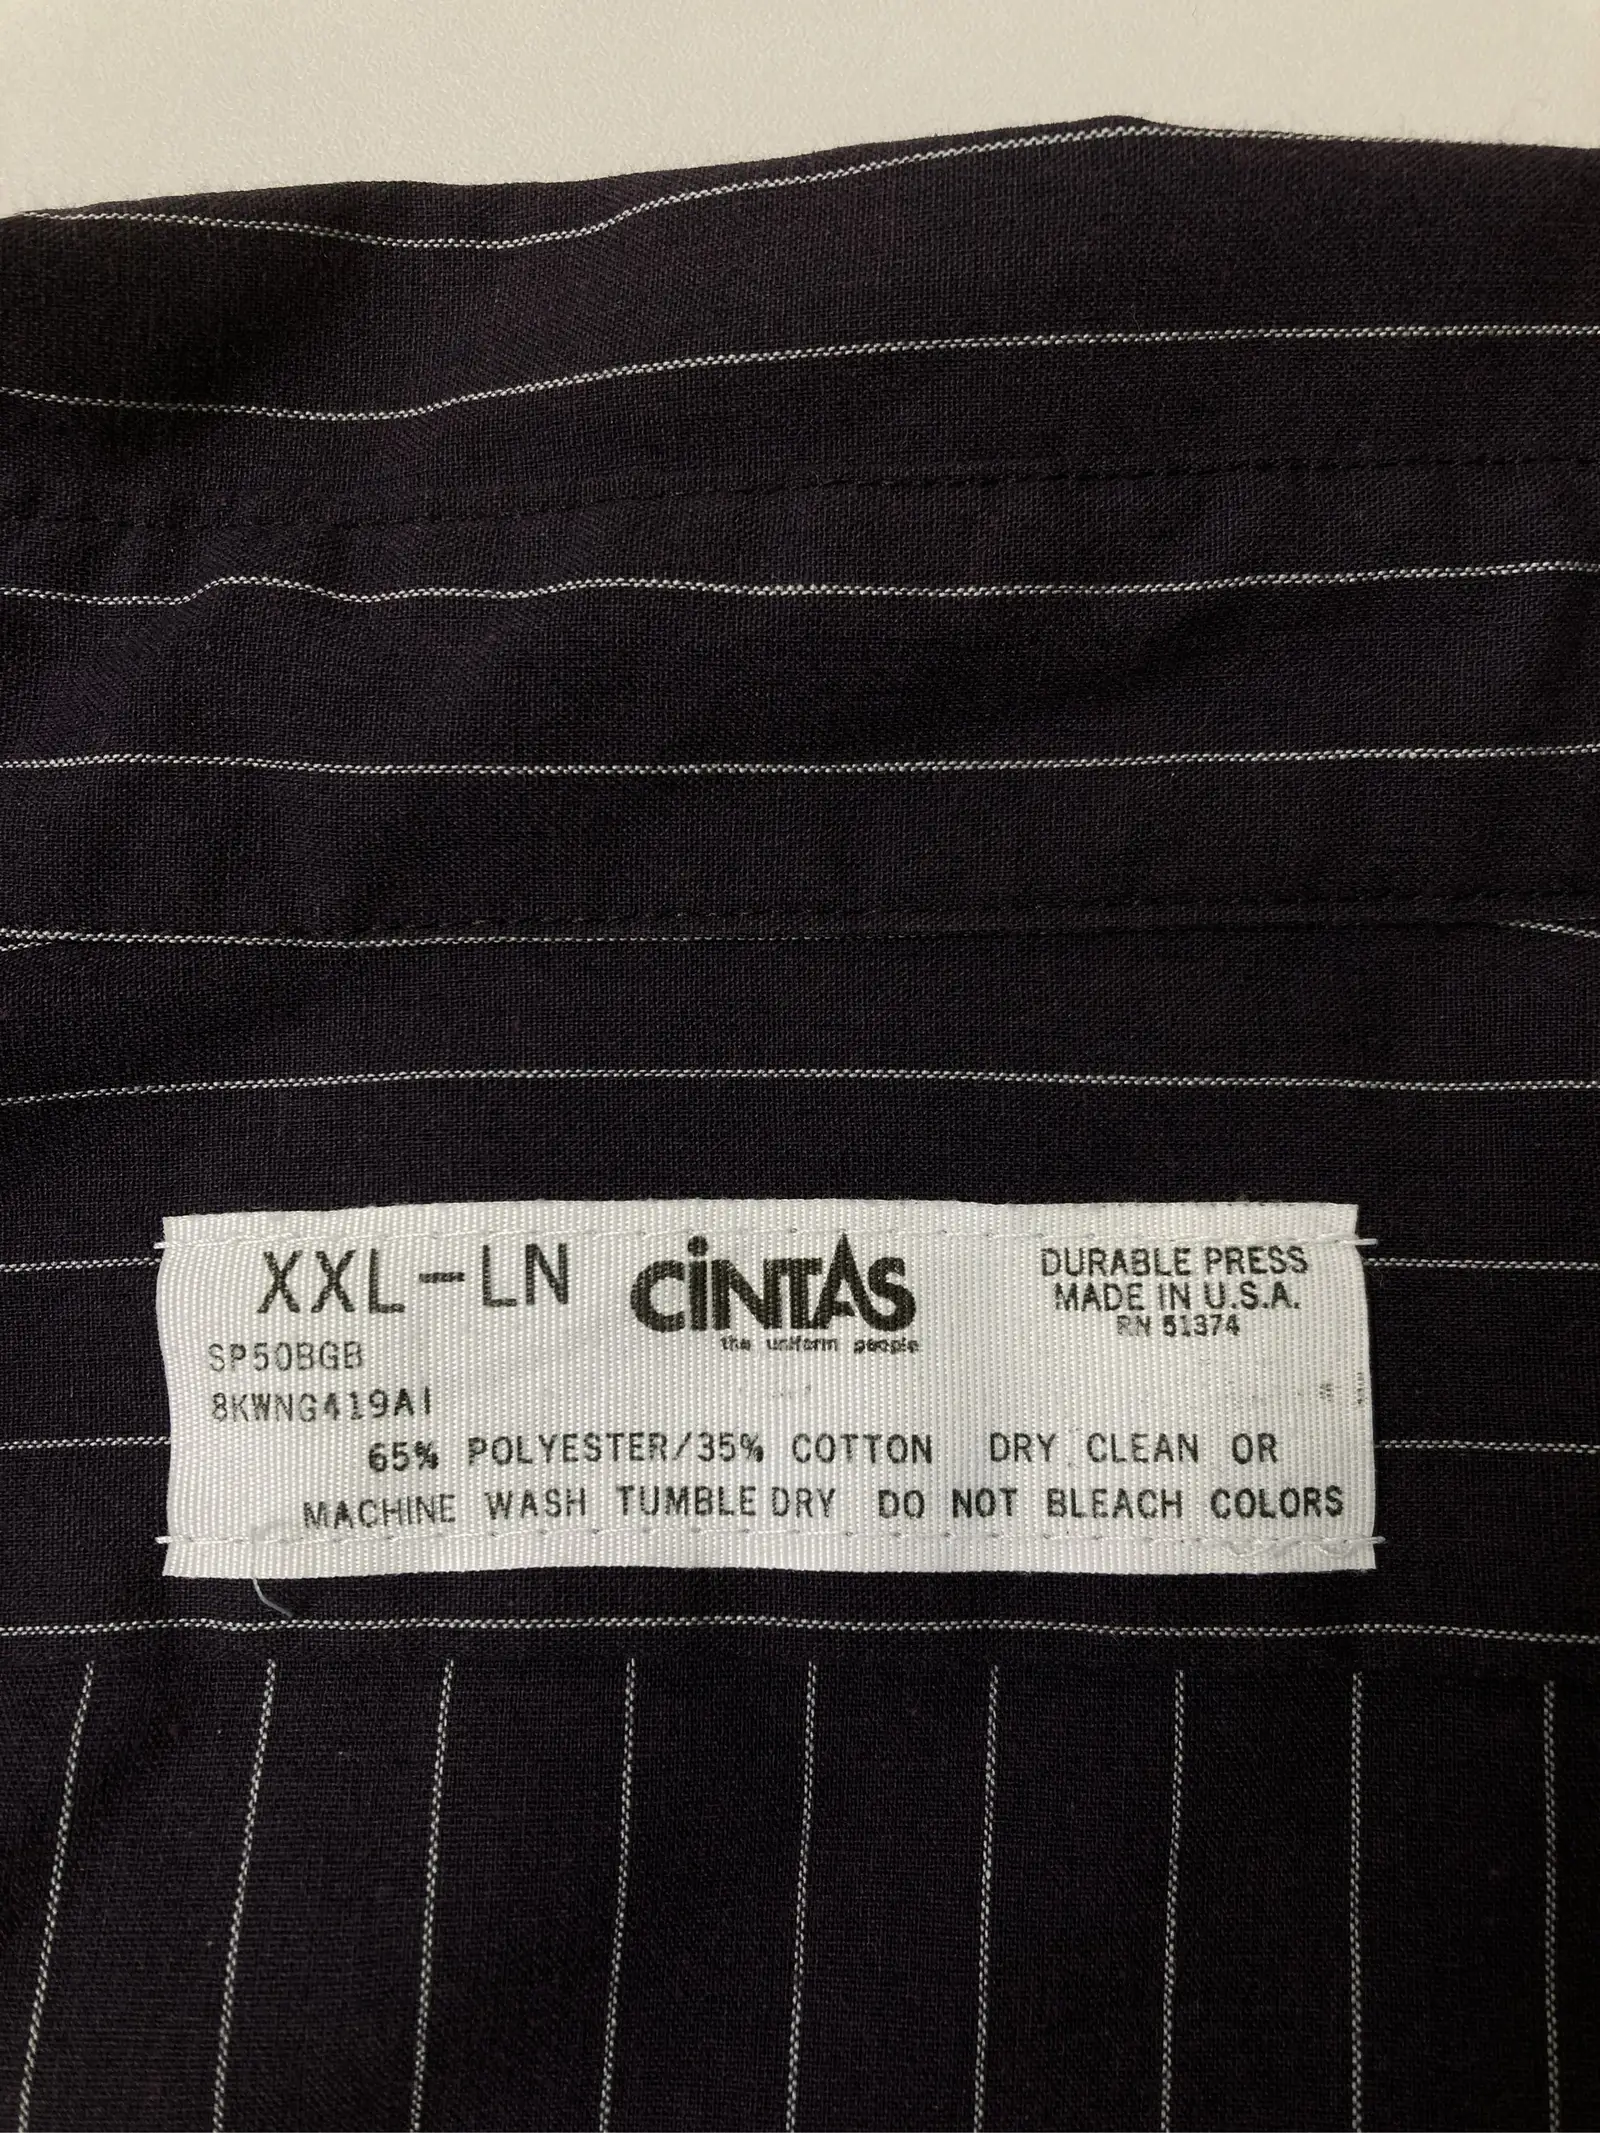 XXL-LN
CINTAS
the uniform people
DURABLE PRESS
MADE IN U.S.A.
RN 51374
SP50BGB
8KWNG419AI
65% POLYESTER/35% COTTON DRY CLEAN OR
MACHINE WASH TUMBLE DRY DO NOT BLEACH COLORS